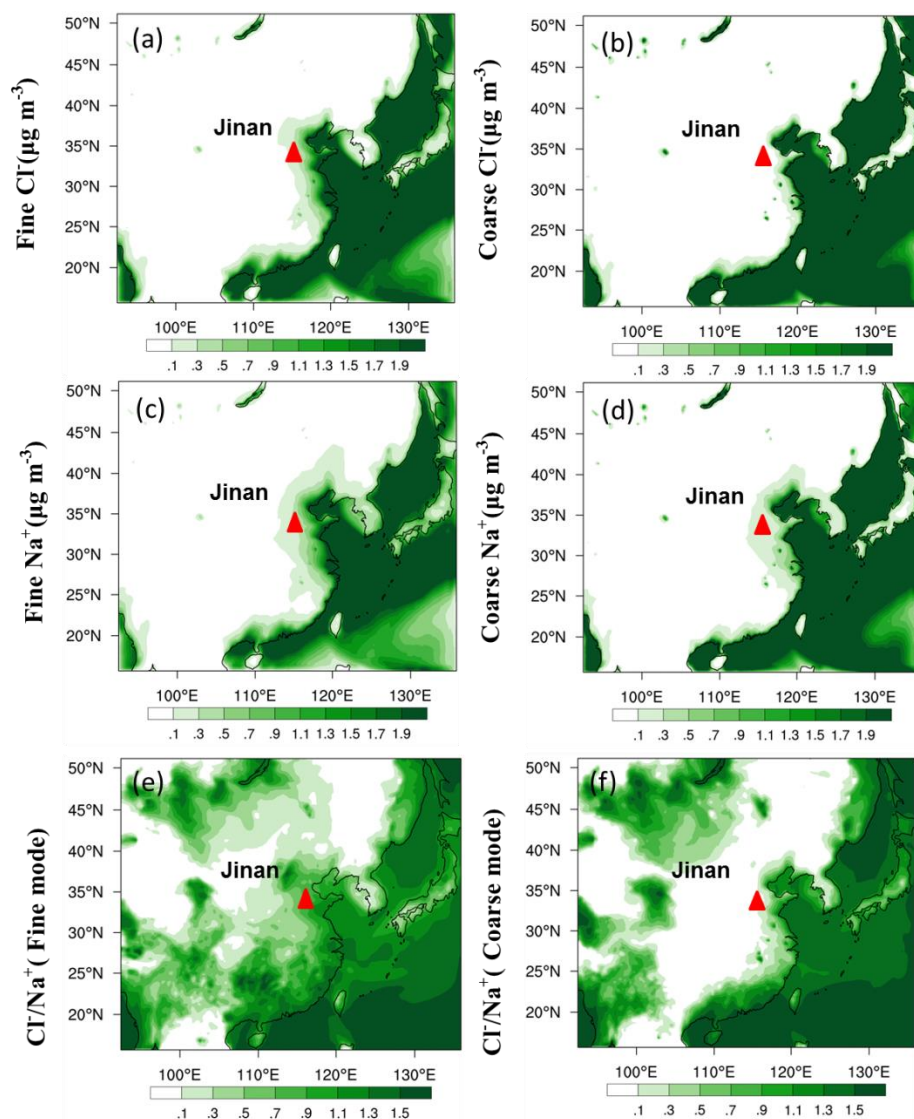 (a)
50°N
45°N
40°N
35°N
30°N
25°N
20°N
Jinan
Fine Cl⁻(µg m⁻³)
100°E 110°E 120°E 130°E
.1 .3 .5 .7 .9 1.1 1.3 1.5 1.7 1.9
(b)
50°N
45°N
40°N
35°N
30°N
25°N
20°N
Jinan
Coarse Cl⁻(µg m⁻³)
100°E 110°E 120°E 130°E
.1 .3 .5 .7 .9 1.1 1.3 1.5 1.7 1.9
(c)
50°N
45°N
40°N
35°N
30°N
25°N
20°N
Jinan
Fine Na⁺(µg m⁻³)
100°E 110°E 120°E 130°E
.1 .3 .5 .7 .9 1.1 1.3 1.5 1.7 1.9
(d)
50°N
45°N
40°N
35°N
30°N
25°N
20°N
Jinan
Coarse Na⁺(µg m⁻³)
100°E 110°E 120°E 130°E
.1 .3 .5 .7 .9 1.1 1.3 1.5 1.7 1.9
(e)
50°N
45°N
40°N
35°N
30°N
25°N
20°N
Jinan
Cl⁻/Na⁺( Fine mode)
100°E 110°E 120°E 130°E
.1 .3 .5 .7 .9 1.1 1.3 1.5
(f)
50°N
45°N
40°N
35°N
30°N
25°N
20°N
Jinan
Cl⁻/Na⁺( Coarse mode)
100°E 110°E 120°E 130°E
.1 .3 .5 .7 .9 1.1 1.3 1.5